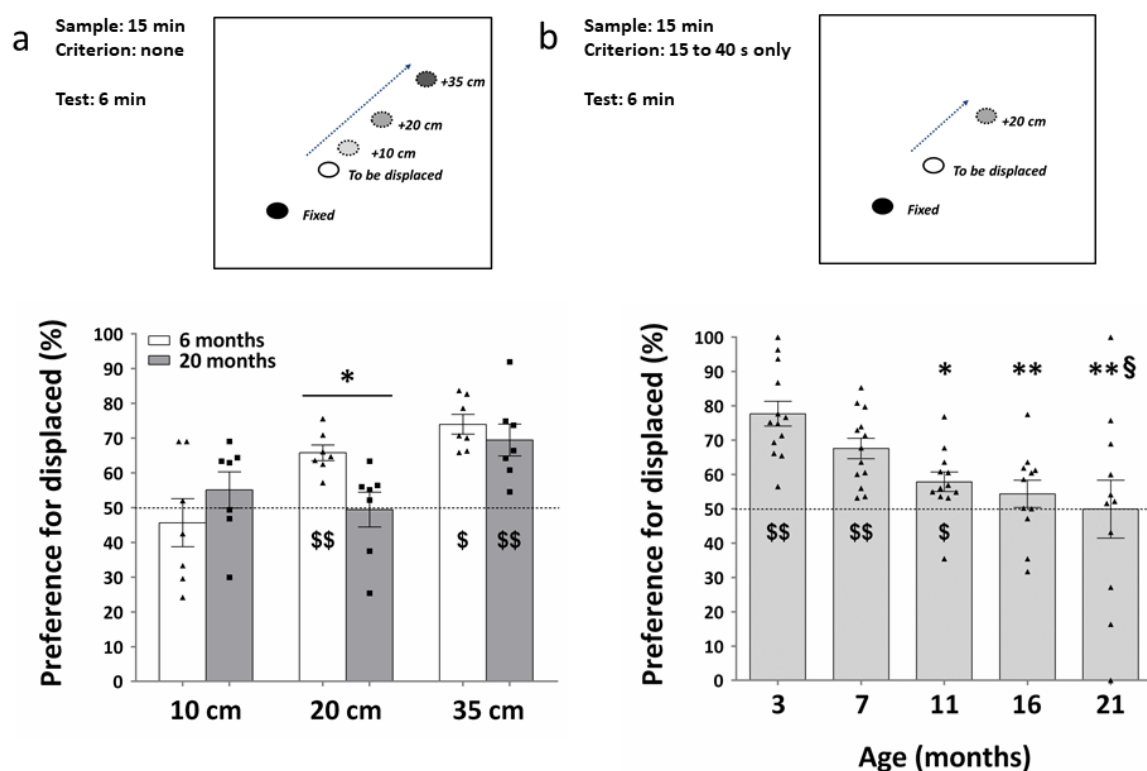 a
Sample: 15 min
Criterion: none
Test: 6 min
+35 cm
+20 cm
+10 cm
To be displaced
Fixed
Preference for displaced (%)
100
90
80
70
60
50
40
30
20
10
0
6 months
20 months
*
$$
$
$$
10 cm
20 cm
35 cm
b
Sample: 15 min
Criterion: 15 to 40 s only
Test: 6 min
+20 cm
To be displaced
Fixed
Preference for displaced (%)
100
90
80
70
60
50
40
30
20
10
0
*
**
** §
$$
$$
$
3
7
11
16
21
Age (months)